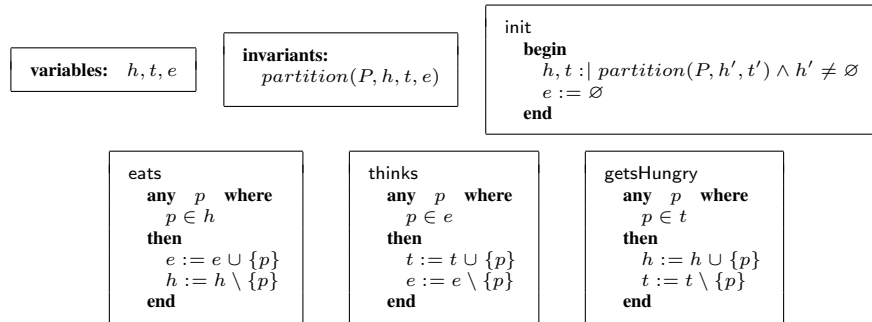 variables: h, t, e
invariants:
partition(P, h, t, e)
init
begin
h, t :| partition(P, h′, t′) ∧ h′ ≠ ∅
e := ∅
end
eats
any p where
p ∈ h
then
e := e ∪ {p}
h := h \ {p}
end
thinks
any p where
p ∈ e
then
t := t ∪ {p}
e := e \ {p}
end
getsHungry
any p where
p ∈ t
then
h := h ∪ {p}
t := t \ {p}
end